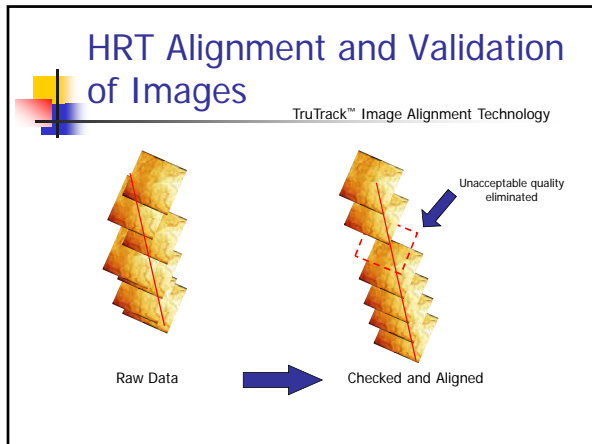 HRT Alignment and Validation
of Images
TruTrack™ Image Alignment Technology
Unacceptable quality
eliminated
Raw Data
Checked and Aligned